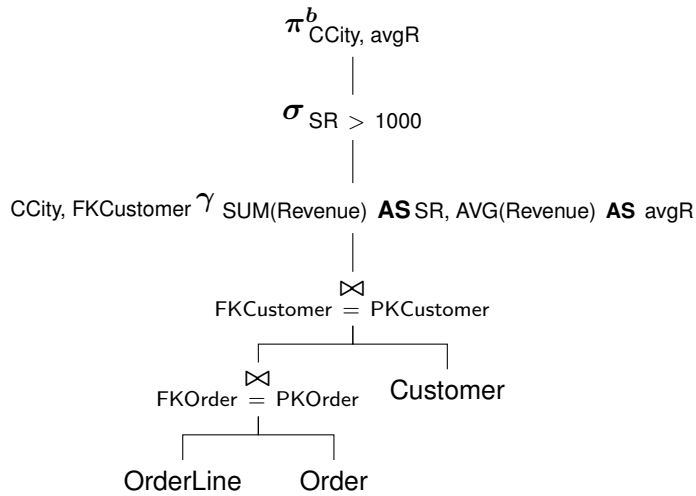 π^b CCity, avgR
σ SR > 1000
CCity, FKCustomer γ SUM(Revenue) AS SR, AVG(Revenue) AS avgR
⋈
FKCustomer = PKCustomer
⋈
FKOrder = PKOrder
Customer
OrderLine Order